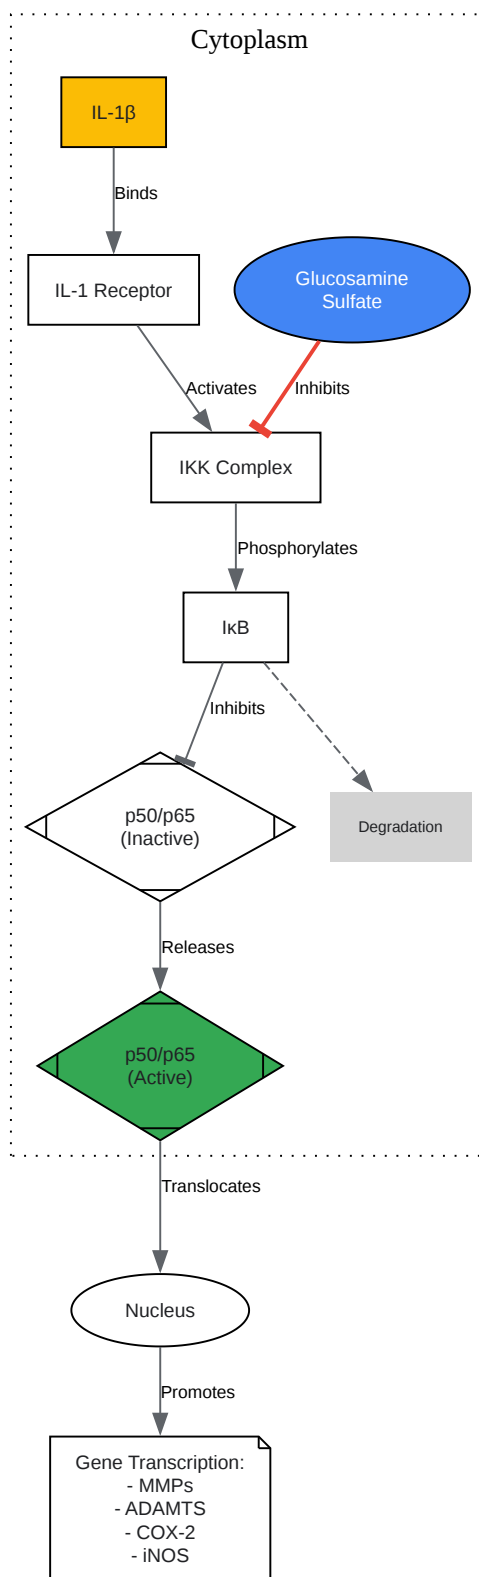 Cytoplasm
IL-1β
Binds
IL-1 Receptor
Glucosamine
Sulfate
Activates
Inhibits
IKK Complex
Phosphorylates
IκB
Inhibits
p50/p65
(Inactive)
Degradation
Releases
p50/p65
(Active)
Translocates
Nucleus
Promotes
Gene Transcription:
- MMPs
- ADAMTS
- COX-2
- iNOS